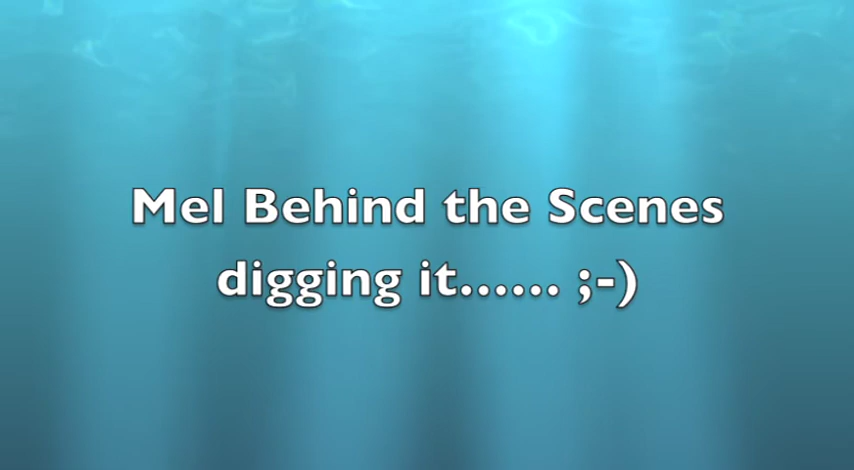 Mel Behind the Scenes
digging it...... ;-)